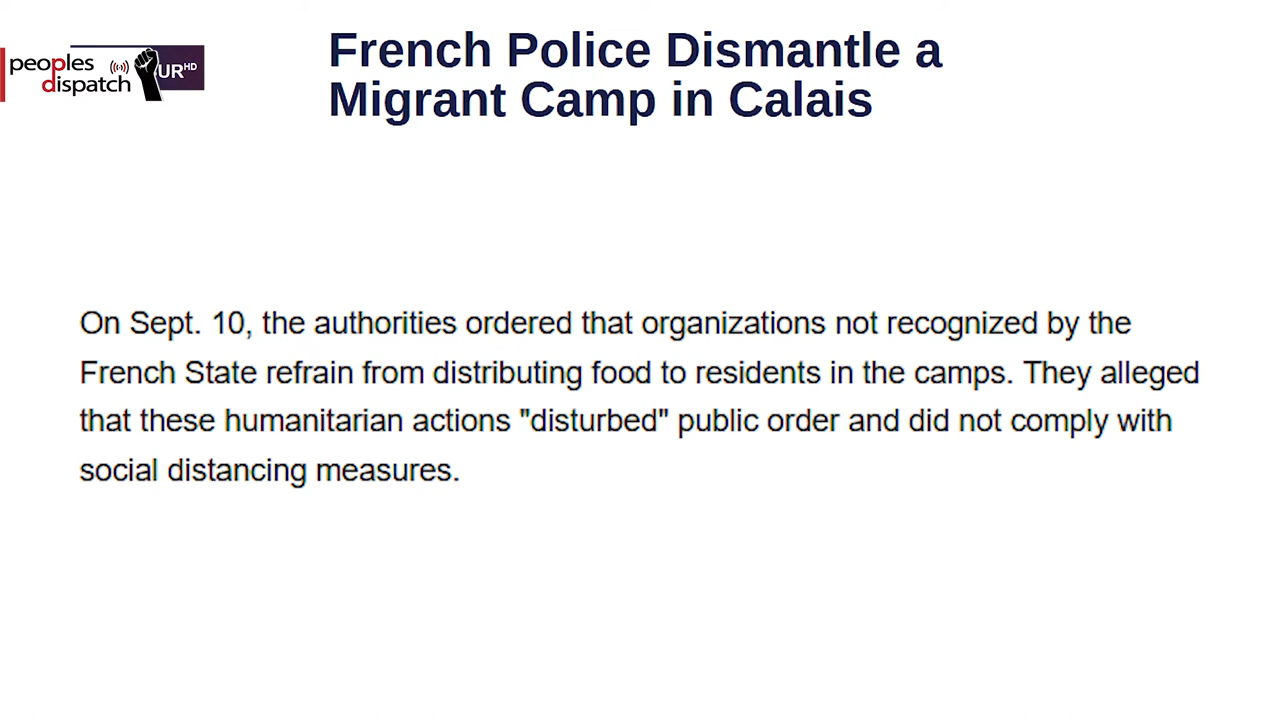 peoples
dispatch
URHD
French Police Dismantle a
Migrant Camp in Calais
On Sept. 10, the authorities ordered that organizations not recognized by the
French State refrain from distributing food to residents in the camps. They alleged
that these humanitarian actions "disturbed" public order and did not comply with
social distancing measures.